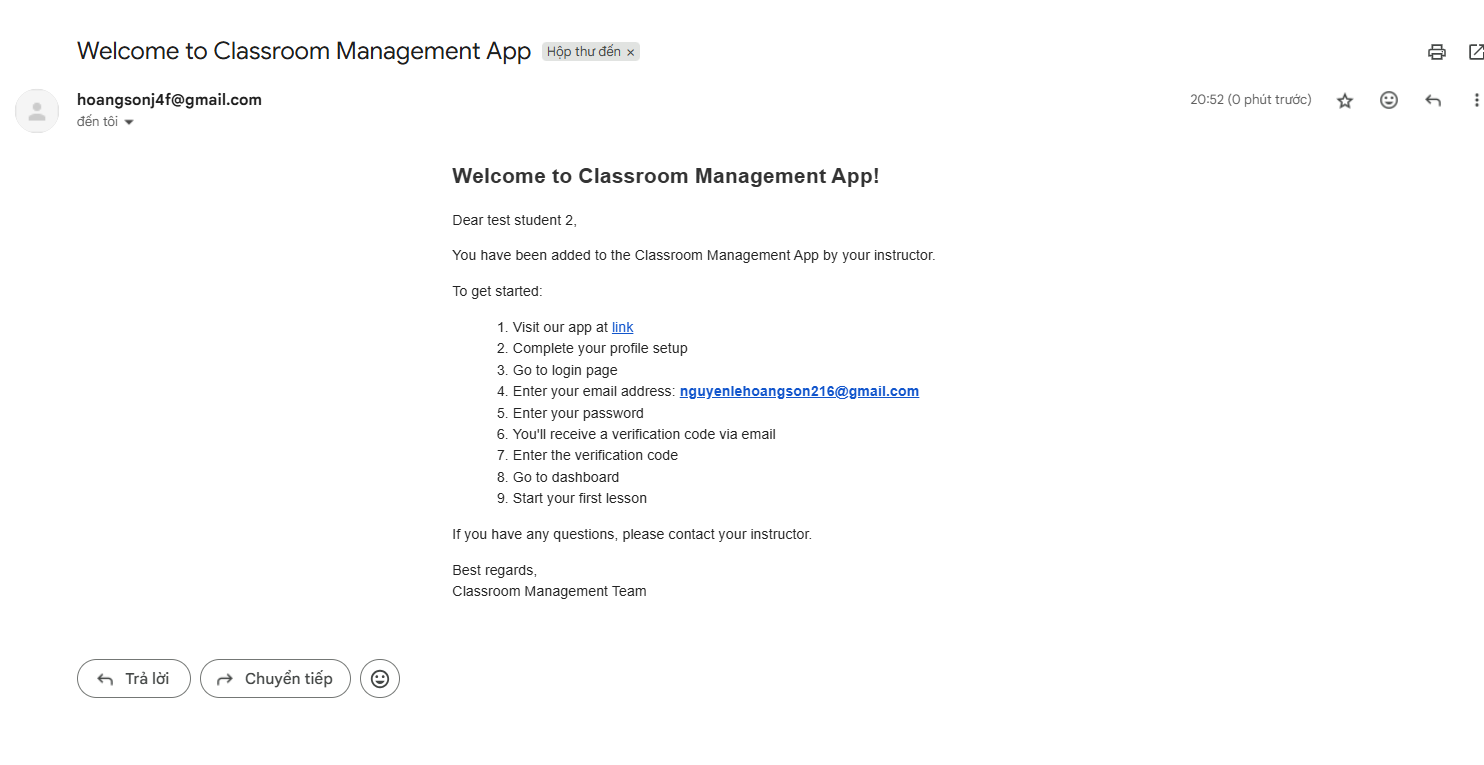 Welcome to Classroom Management App Hộp thư đến ×
hoangsonj4f@gmail.com 20:52 (0 phút trước)
đến tôi
Welcome to Classroom Management App!
Dear test student 2,
You have been added to the Classroom Management App by your instructor.
To get started:
1. Visit our app at link
2. Complete your profile setup
3. Go to login page
4. Enter your email address: nguyenlehoangson216@gmail.com
5. Enter your password
6. You'll receive a verification code via email
7. Enter the verification code
8. Go to dashboard
9. Start your first lesson
If you have any questions, please contact your instructor.
Best regards,
Classroom Management Team
Trả lời Chuyển tiếp